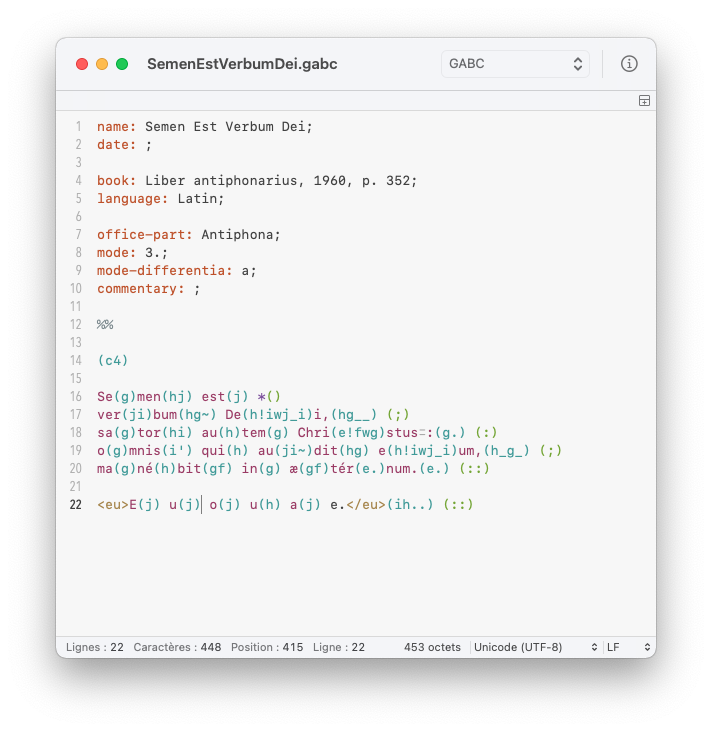 SemenEstVerbumDei.gabc
GABC
1 name: Semen Est Verbum Dei;
2 date: ;
3
4 book: Liber antiphonarius, 1960, p. 352;
5 language: Latin;
6
7 office-part: Antiphona;
8 mode: 3.;
9 mode-differentia: a;
10 commentary: ;
11
12 %%
13
14 (c4)
15
16 Se(g)men(hj) est(j) *()
17 ver(ji)bum(hg~) De(h!iwj_i)i,(hg__) (;)
18 sa(g)tor(hi) au(h)tem(g) Chri(e!fwg)stus :(g.) (:)
19 o(g)mnis(i') qui(h) au(ji~)dit(hg) e(h!iwj_i)um,(h_g_) (;)
20 ma(g)né(h)bit(gf) in(g) æ(gf)tér(e.)num.(e.) (::)
21
22 <eu>E(j) u(j) o(j) u(h) a(j) e.</eu>(ih..) (::)
Lignes : 22 Caractères : 448 Position : 415 Ligne : 22 453 octets Unicode (UTF-8) LF